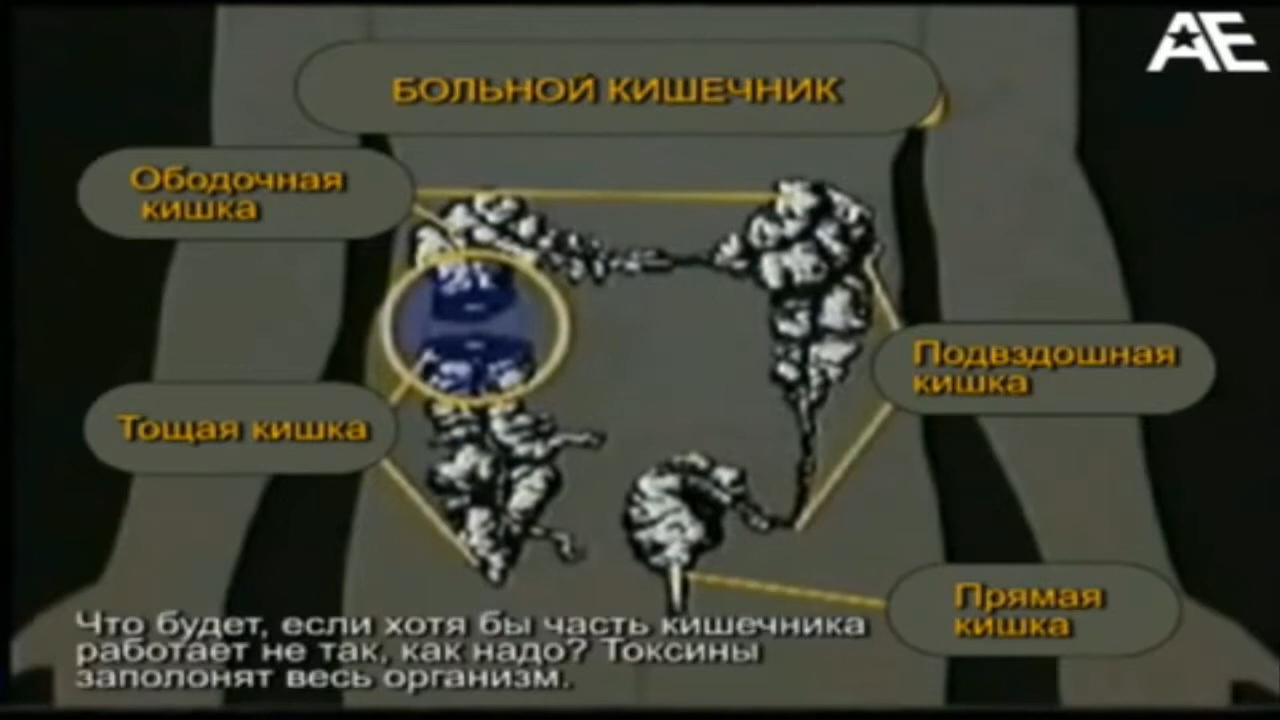 AE
БОЛЬНОЙ КИШЕЧНИК
Ободочная
кишка
Подвздошная
кишка
Тощая кишка
Прямая
кишка
Что будет, если хотя бы часть кишечника
работает не так, как надо? Токсины
заполонят весь организм.